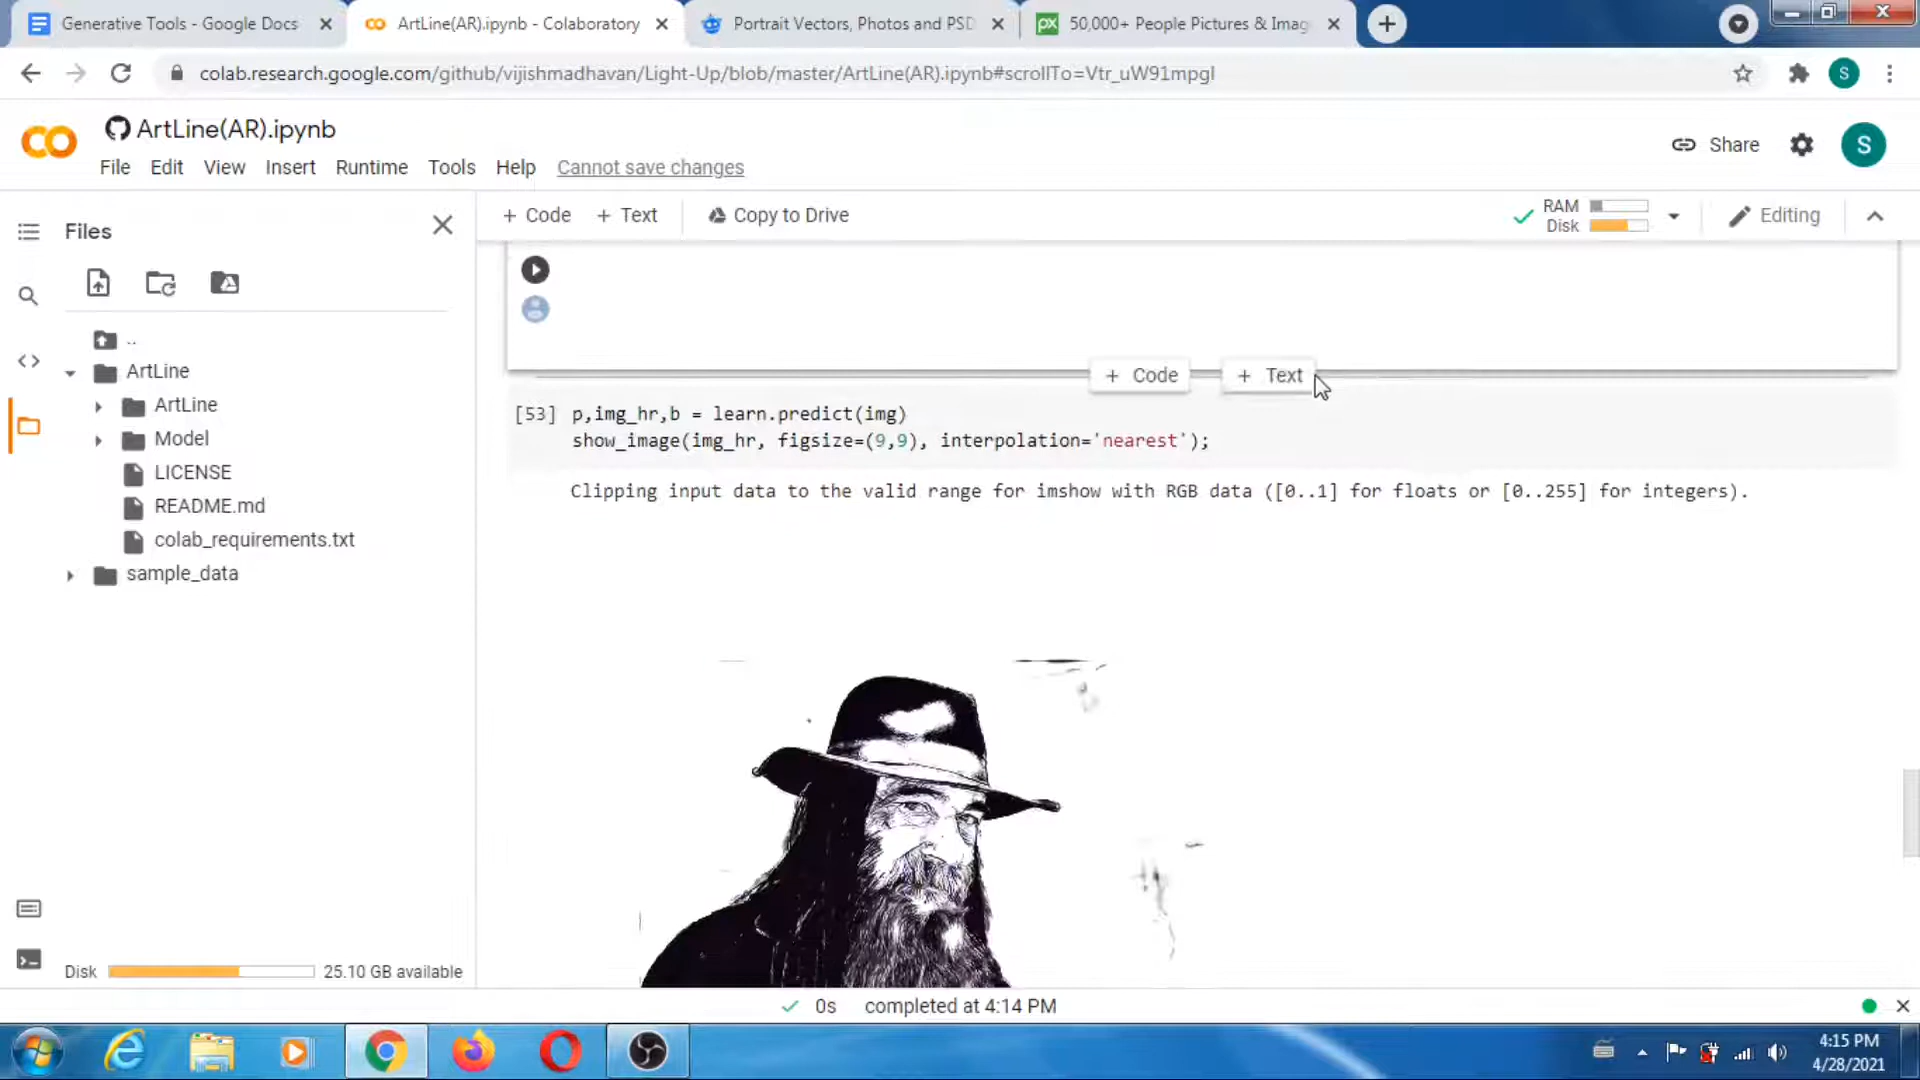 Generative Tools - Google Docs
ArtLine(AR).ipynb - Colaboratory
Portrait Vectors, Photos and PSD
px
50,000+ People Pictures & Imag
colab.research.google.com/github/vijishmadhavan/Light-Up/blob/master/ArtLine(AR).ipynb#scrollTo=Vtr_uW91mpgI
S
ArtLine(AR).ipynb
Share
S
File Edit View Insert Runtime Tools Help Cannot save changes
Files
+ Code + Text Copy to Drive
RAM
Disk
Editing
..
ArtLine
ArtLine
Model
LICENSE
README.md
colab_requirements.txt
sample_data
+ Code + Text
[53] p,img_hr,b = learn.predict(img)
show_image(img_hr, figsize=(9,9), interpolation='nearest');
Clipping input data to the valid range for imshow with RGB data ([0..1] for floats or [0..255] for integers).
Disk 25.10 GB available
0s completed at 4:14 PM
4:15 PM
4/28/2021